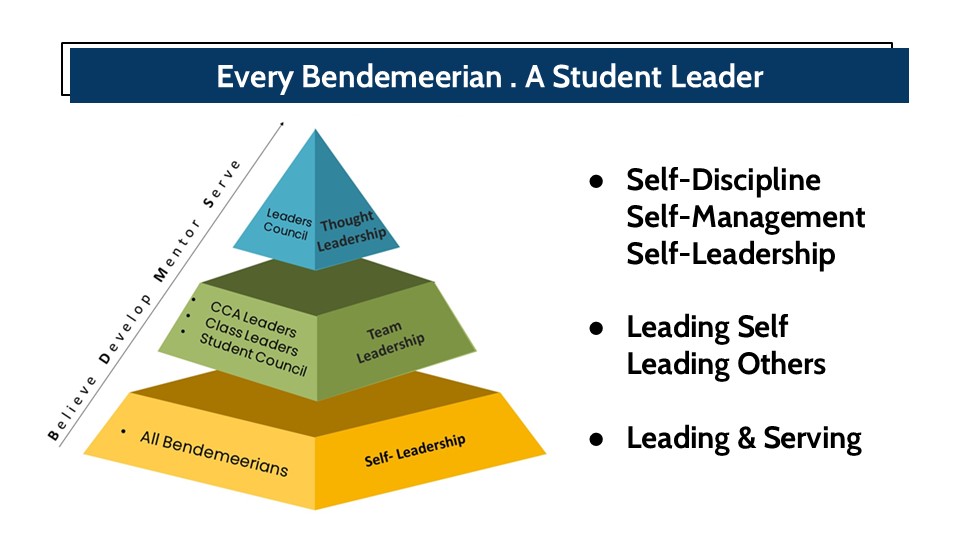 Every Bendemeerian . A Student Leader
Believe Develop Mentor Serve
Leaders
Council
Thought
Leadership
• CCA Leaders
• Class Leaders
• Student Council
Team
Leadership
• All Bendemeerians
Self- Leadership
● Self-Discipline
Self-Management
Self-Leadership
● Leading Self
Leading Others
● Leading & Serving